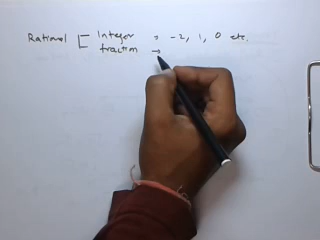 Rational [ Integer = -2, 1, 0 etc.
fraction →